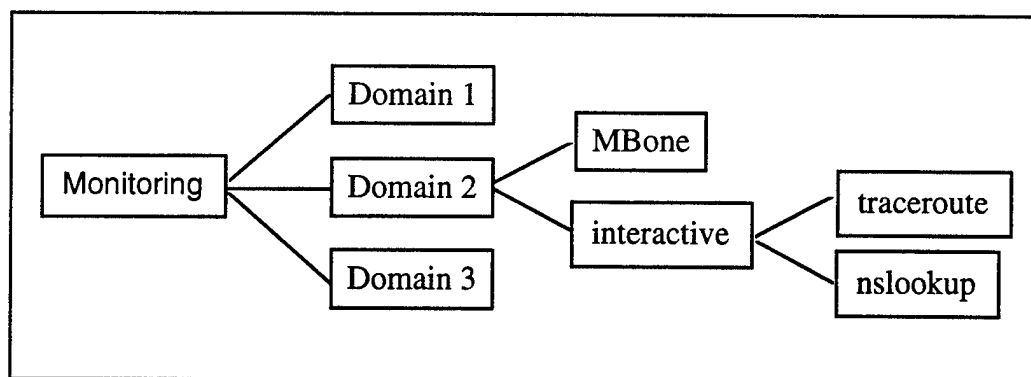 Domain 1
MBone
Monitoring
Domain 2
traceroute
interactive
Domain 3
nslookup